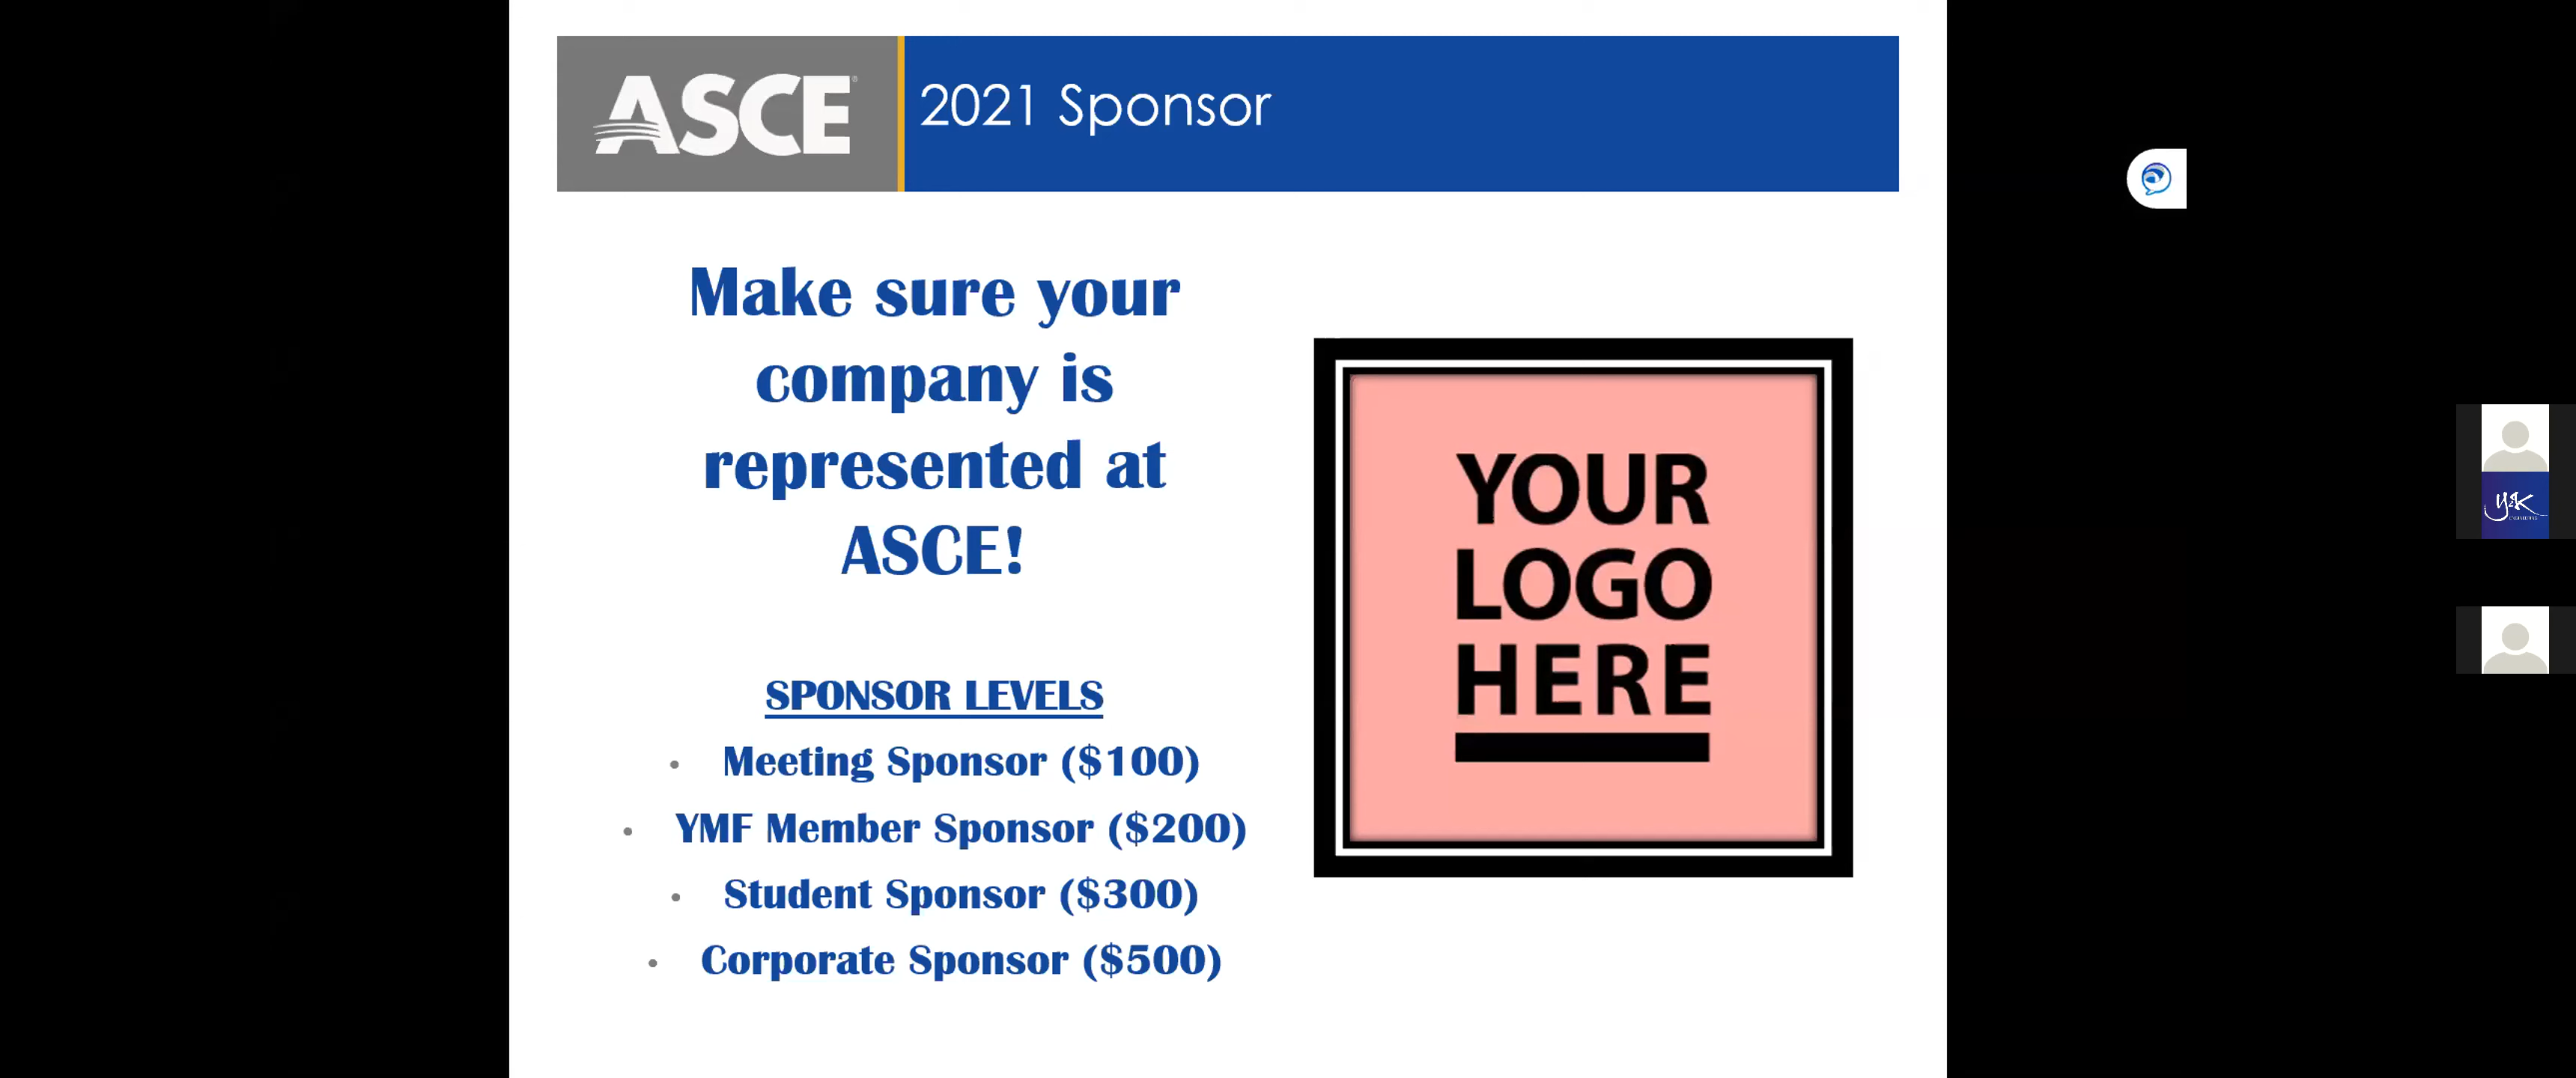 ASCE
2021 Sponsor
Make sure your
company is
represented at
ASCE!
SPONSOR LEVELS
• Meeting Sponsor ($100)
• YMF Member Sponsor ($200)
• Student Sponsor ($300)
• Corporate Sponsor ($500)
YOUR
LOGO
HERE